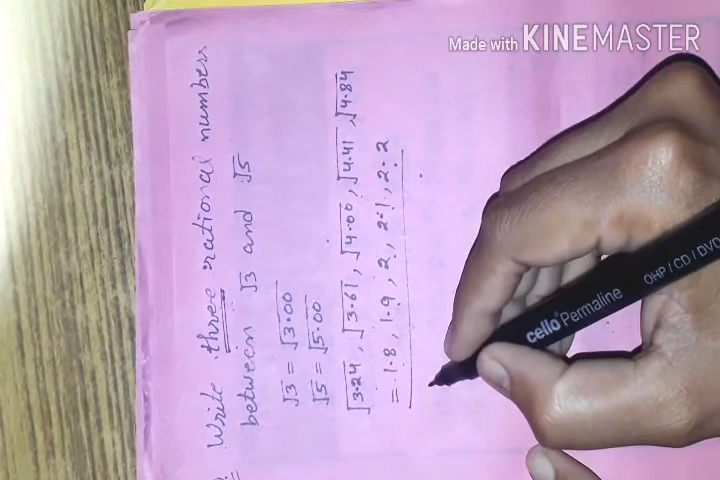 Made with KINEMASTER
Write three rational numbers
between √3 and √5
√3 = √3.00
√5 = √5.00
√3.24, √3.61, √4.00, √4.41, √4.84
= 1.8, 1.9, 2, 2.1, 2.2
cello Permaline
OHP/CD/DVD